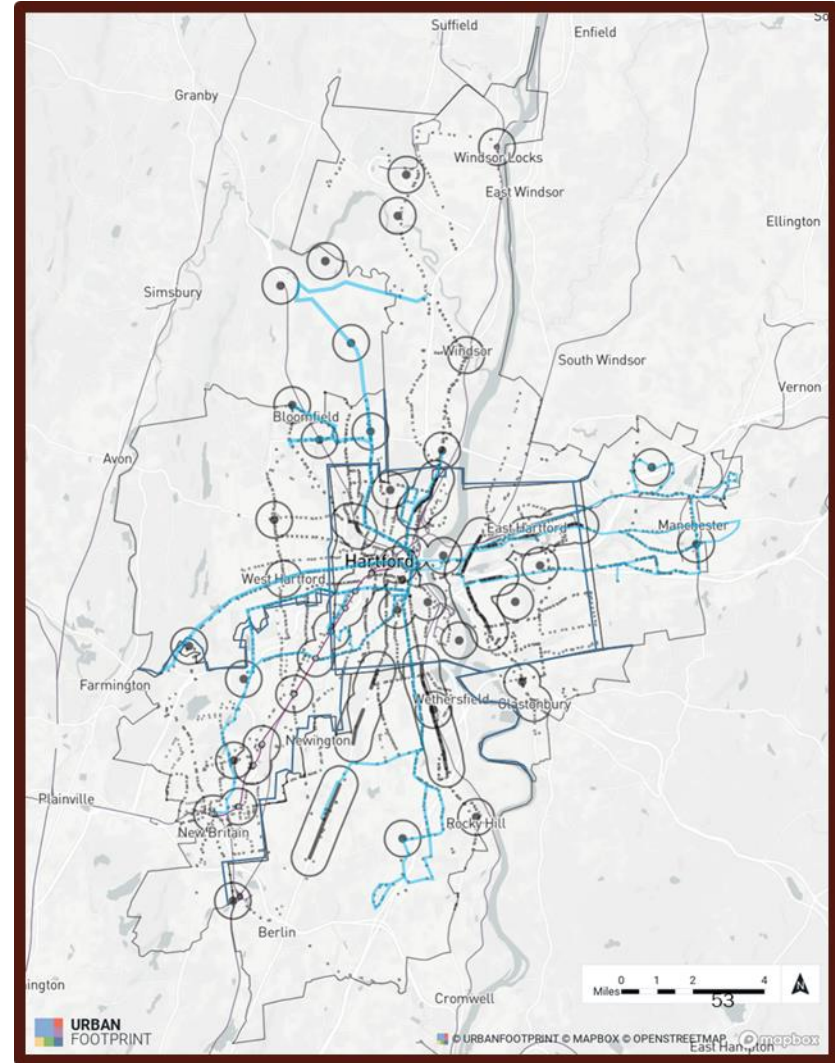 Suffield
Enfield
So
Granby
Windsor Locks
East Windsor
Ellington
Simsbury
Windsor
South Windsor
Vernon
Bloomfield
Avon
East Hartford
Manchester
Hartford
West Hartford
Farmington
Wethersfield
Glastonbury
Newington
Plainville
Rocky Hill
New Britain
Berlin
ington
Cromwell
Miles 0 1 2 4
N
53
URBAN
FOOTPRINT
© URBANFOOTPRINT © MAPBOX © OPENSTREETMAP
mapbox
East Hampton